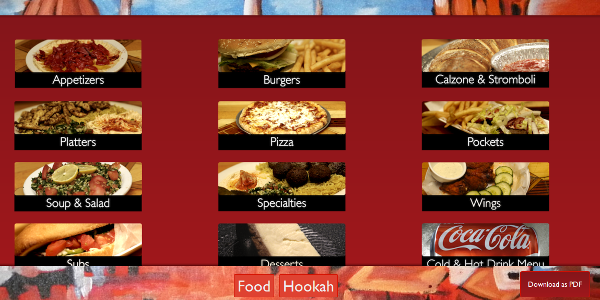 Appetizers
Burgers
Calzone & Stromboli
Platters
Pizza
Pockets
Soup & Salad
Specialties
Wings
Subs
Desserts
Coca-Cola
Cold & Hot Drink Menu
Food
Hookah
Download as PDF